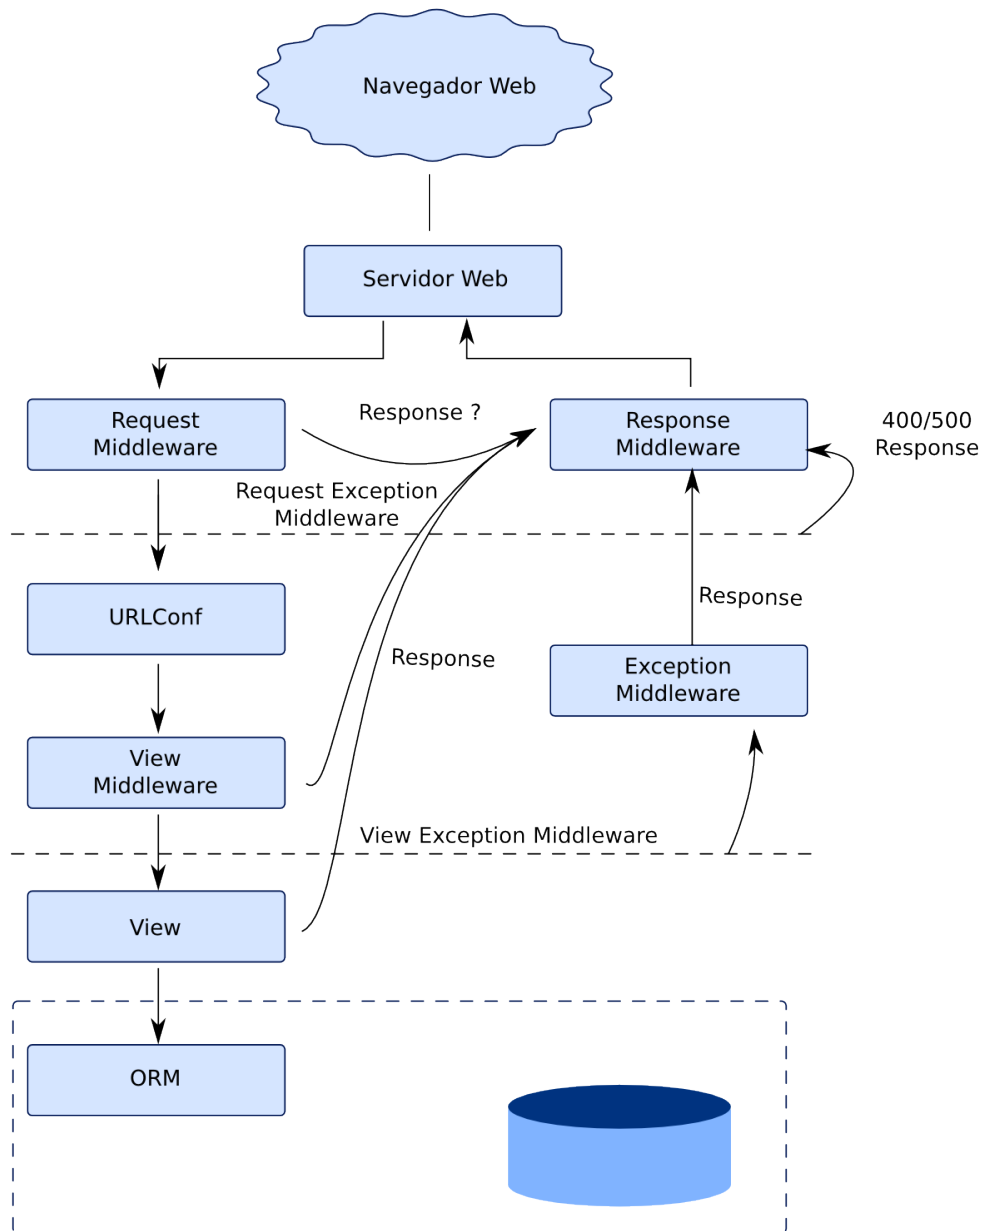 Navegador Web
Servidor Web
Request
Middleware
Response ?
Response
Middleware
400/500
Response
Request Exception
Middleware
URLConf
Response
Response
Exception
Middleware
View
Middleware
View Exception Middleware
View
ORM